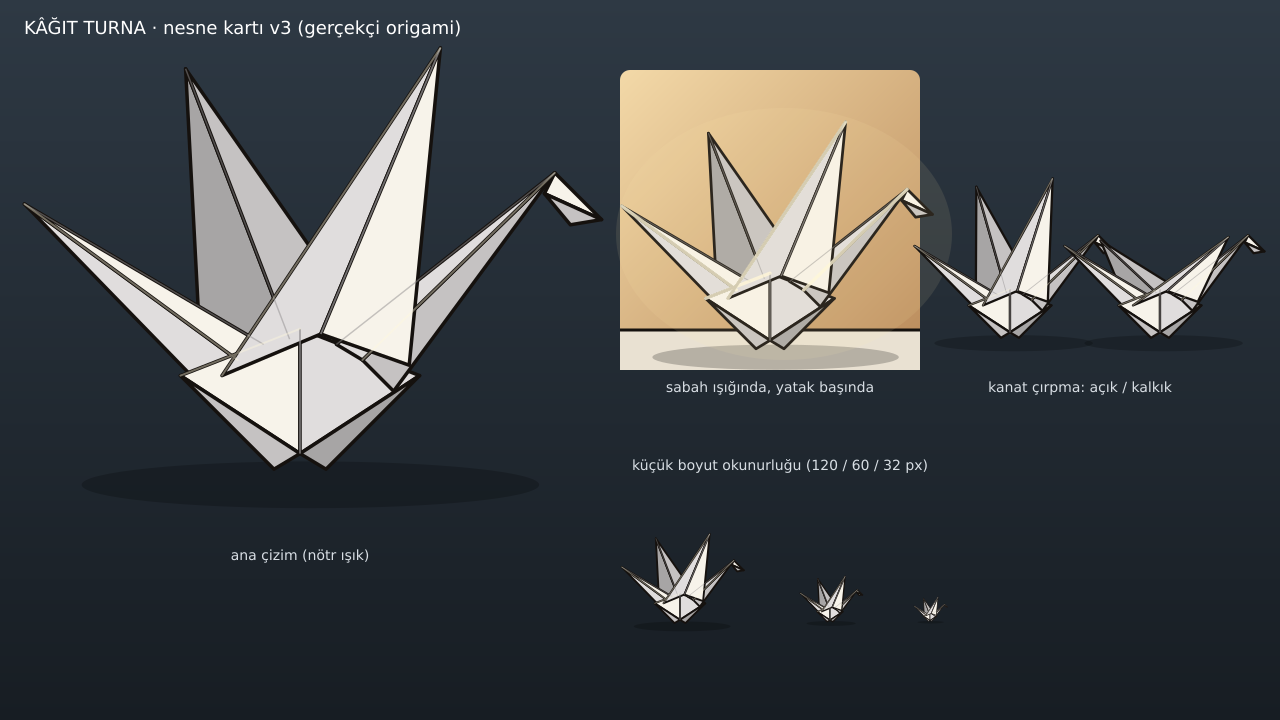 KÂĞIT TURNA · nesne kartı v3 (gerçekçi origami)
sabah ışığında, yatak başında
kanat çırpma: açık / kalkık
küçük boyut okunurluğu (120 / 60 / 32 px)
ana çizim (nötr ışık)